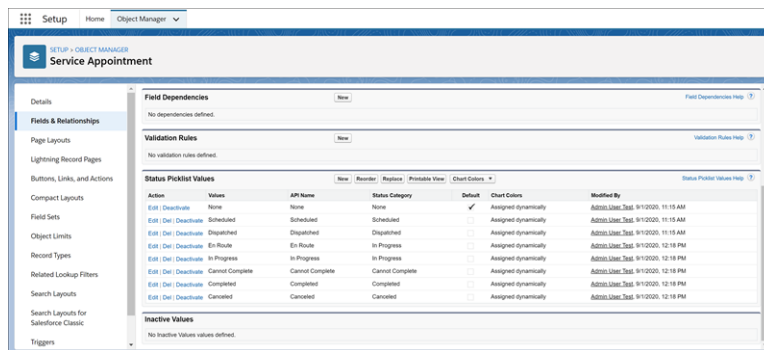 Setup Home Object Manager
SETUP > OBJECT MANAGER
Service Appointment
Details
Fields & Relationships
Page Layouts
Lightning Record Pages
Buttons, Links, and Actions
Compact Layouts
Field Sets
Object Limits
Record Types
Related Lookup Filters
Search Layouts
Search Layouts for
Salesforce Classic
Triggers
Field Dependencies New Field Dependencies Help ?
No dependencies defined.
Validation Rules New Validation Rules Help ?
No validation rules defined.
Status Picklist Values New Reorder Replace Printable View Chart Colors Status Picklist Values Help ?
Action Values API Name Status Category Default Chart Colors Modified By
Edit | Deactivate None None None ✓ Assigned dynamically Admin User Test, 9/1/2020, 11:15 AM
Edit | Del | Deactivate Scheduled Scheduled Scheduled Assigned dynamically Admin User Test, 9/1/2020, 11:15 AM
Edit | Del | Deactivate Dispatched Dispatched Dispatched Assigned dynamically Admin User Test, 9/1/2020, 11:15 AM
Edit | Del | Deactivate En Route En Route In Progress Assigned dynamically Admin User Test, 9/1/2020, 12:18 PM
Edit | Del | Deactivate In Progress In Progress In Progress Assigned dynamically Admin User Test, 9/1/2020, 12:18 PM
Edit | Del | Deactivate Cannot Complete Cannot Complete Cannot Complete Assigned dynamically Admin User Test, 9/1/2020, 12:18 PM
Edit | Del | Deactivate Completed Completed Completed Assigned dynamically Admin User Test, 9/1/2020, 12:18 PM
Edit | Del | Deactivate Canceled Canceled Canceled Assigned dynamically Admin User Test, 9/1/2020, 12:18 PM
Inactive Values
No Inactive Values values defined.